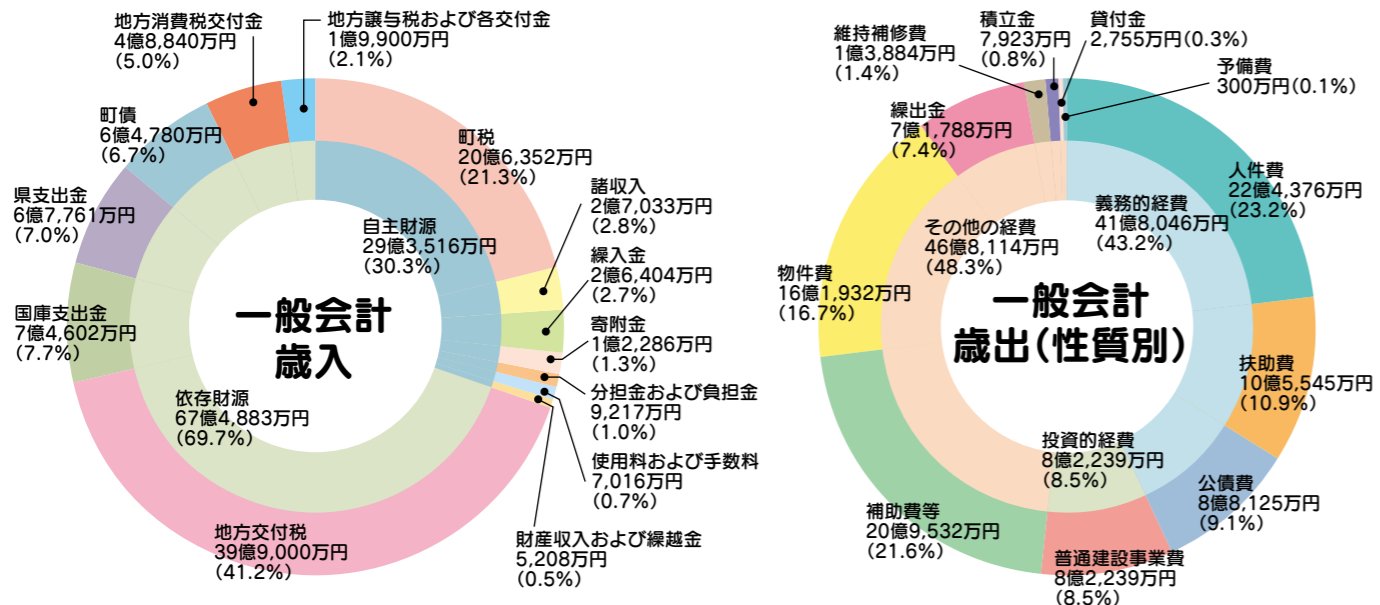 地方消費税交付金
4億8,840万円
(5.0%)
地方譲与税および各交付金
1億9,900万円
(2.1%)
町債
6億4,780万円
(6.7%)
県支出金
6億7,761万円
(7.0%)
国庫支出金
7億4,602万円
(7.7%)
依存財源
67億4,883万円
(69.7%)
地方交付税
39億9,000万円
(41.2%)
一般会計
歳入
自主財源
29億3,516万円
(30.3%)
町税
20億6,352万円
(21.3%)
諸収入
2億7,033万円
(2.8%)
繰入金
2億6,404万円
(2.7%)
寄附金
1億2,286万円
(1.3%)
分担金および負担金
9,217万円
(1.0%)
使用料および手数料
7,016万円
(0.7%)
財産収入および繰越金
5,208万円
(0.5%)
維持補修費
1億3,884万円
(1.4%)
積立金
7,923万円
(0.8%)
貸付金
2,755万円(0.3%)
予備費
300万円(0.1%)
繰出金
7億1,788万円
(7.4%)
物件費
16億1,932万円
(16.7%)
その他の経費
46億8,114万円
(48.3%)
義務的経費
41億8,046万円
(43.2%)
人件費
22億4,376万円
(23.2%)
一般会計
歳出(性質別)
扶助費
10億5,545万円
(10.9%)
公債費
8億8,125万円
(9.1%)
投資的経費
8億2,239万円
(8.5%)
補助費等
20億9,532万円
(21.6%)
普通建設事業費
8億2,239万円
(8.5%)